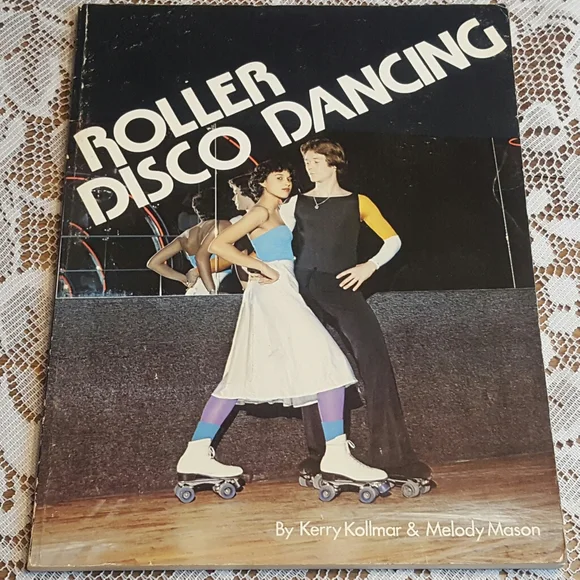 ROLLER
DISCO DANCING
By Kerry Kollmar & Melody Mason